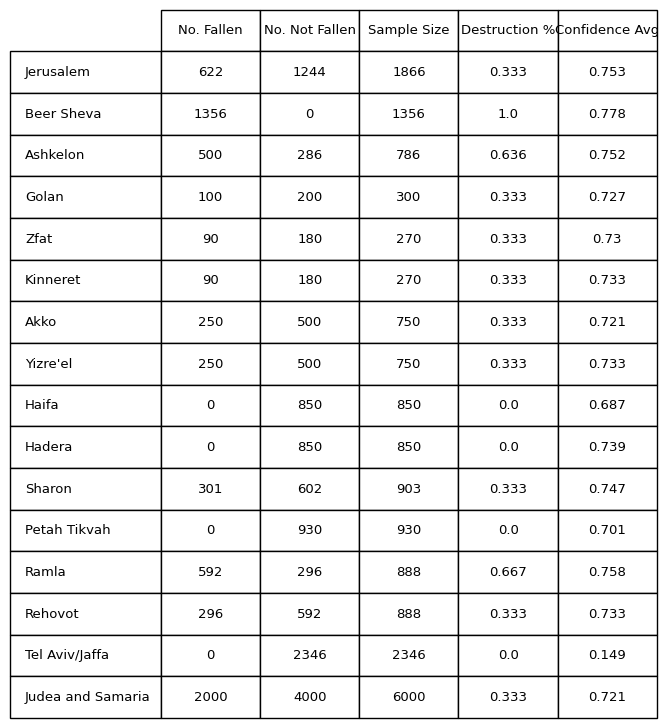 No. Fallen No. Not Fallen Sample Size Destruction % Confidence Avg
Jerusalem 622 1244 1866 0.333 0.753
Beer Sheva 1356 0 1356 1.0 0.778
Ashkelon 500 286 786 0.636 0.752
Golan 100 200 300 0.333 0.727
Zfat 90 180 270 0.333 0.73
Kinneret 90 180 270 0.333 0.733
Akko 250 500 750 0.333 0.721
Yizre'el 250 500 750 0.333 0.733
Haifa 0 850 850 0.0 0.687
Hadera 0 850 850 0.0 0.739
Sharon 301 602 903 0.333 0.747
Petah Tikvah 0 930 930 0.0 0.701
Ramla 592 296 888 0.667 0.758
Rehovot 296 592 888 0.333 0.733
Tel Aviv/Jaffa 0 2346 2346 0.0 0.149
Judea and Samaria 2000 4000 6000 0.333 0.721